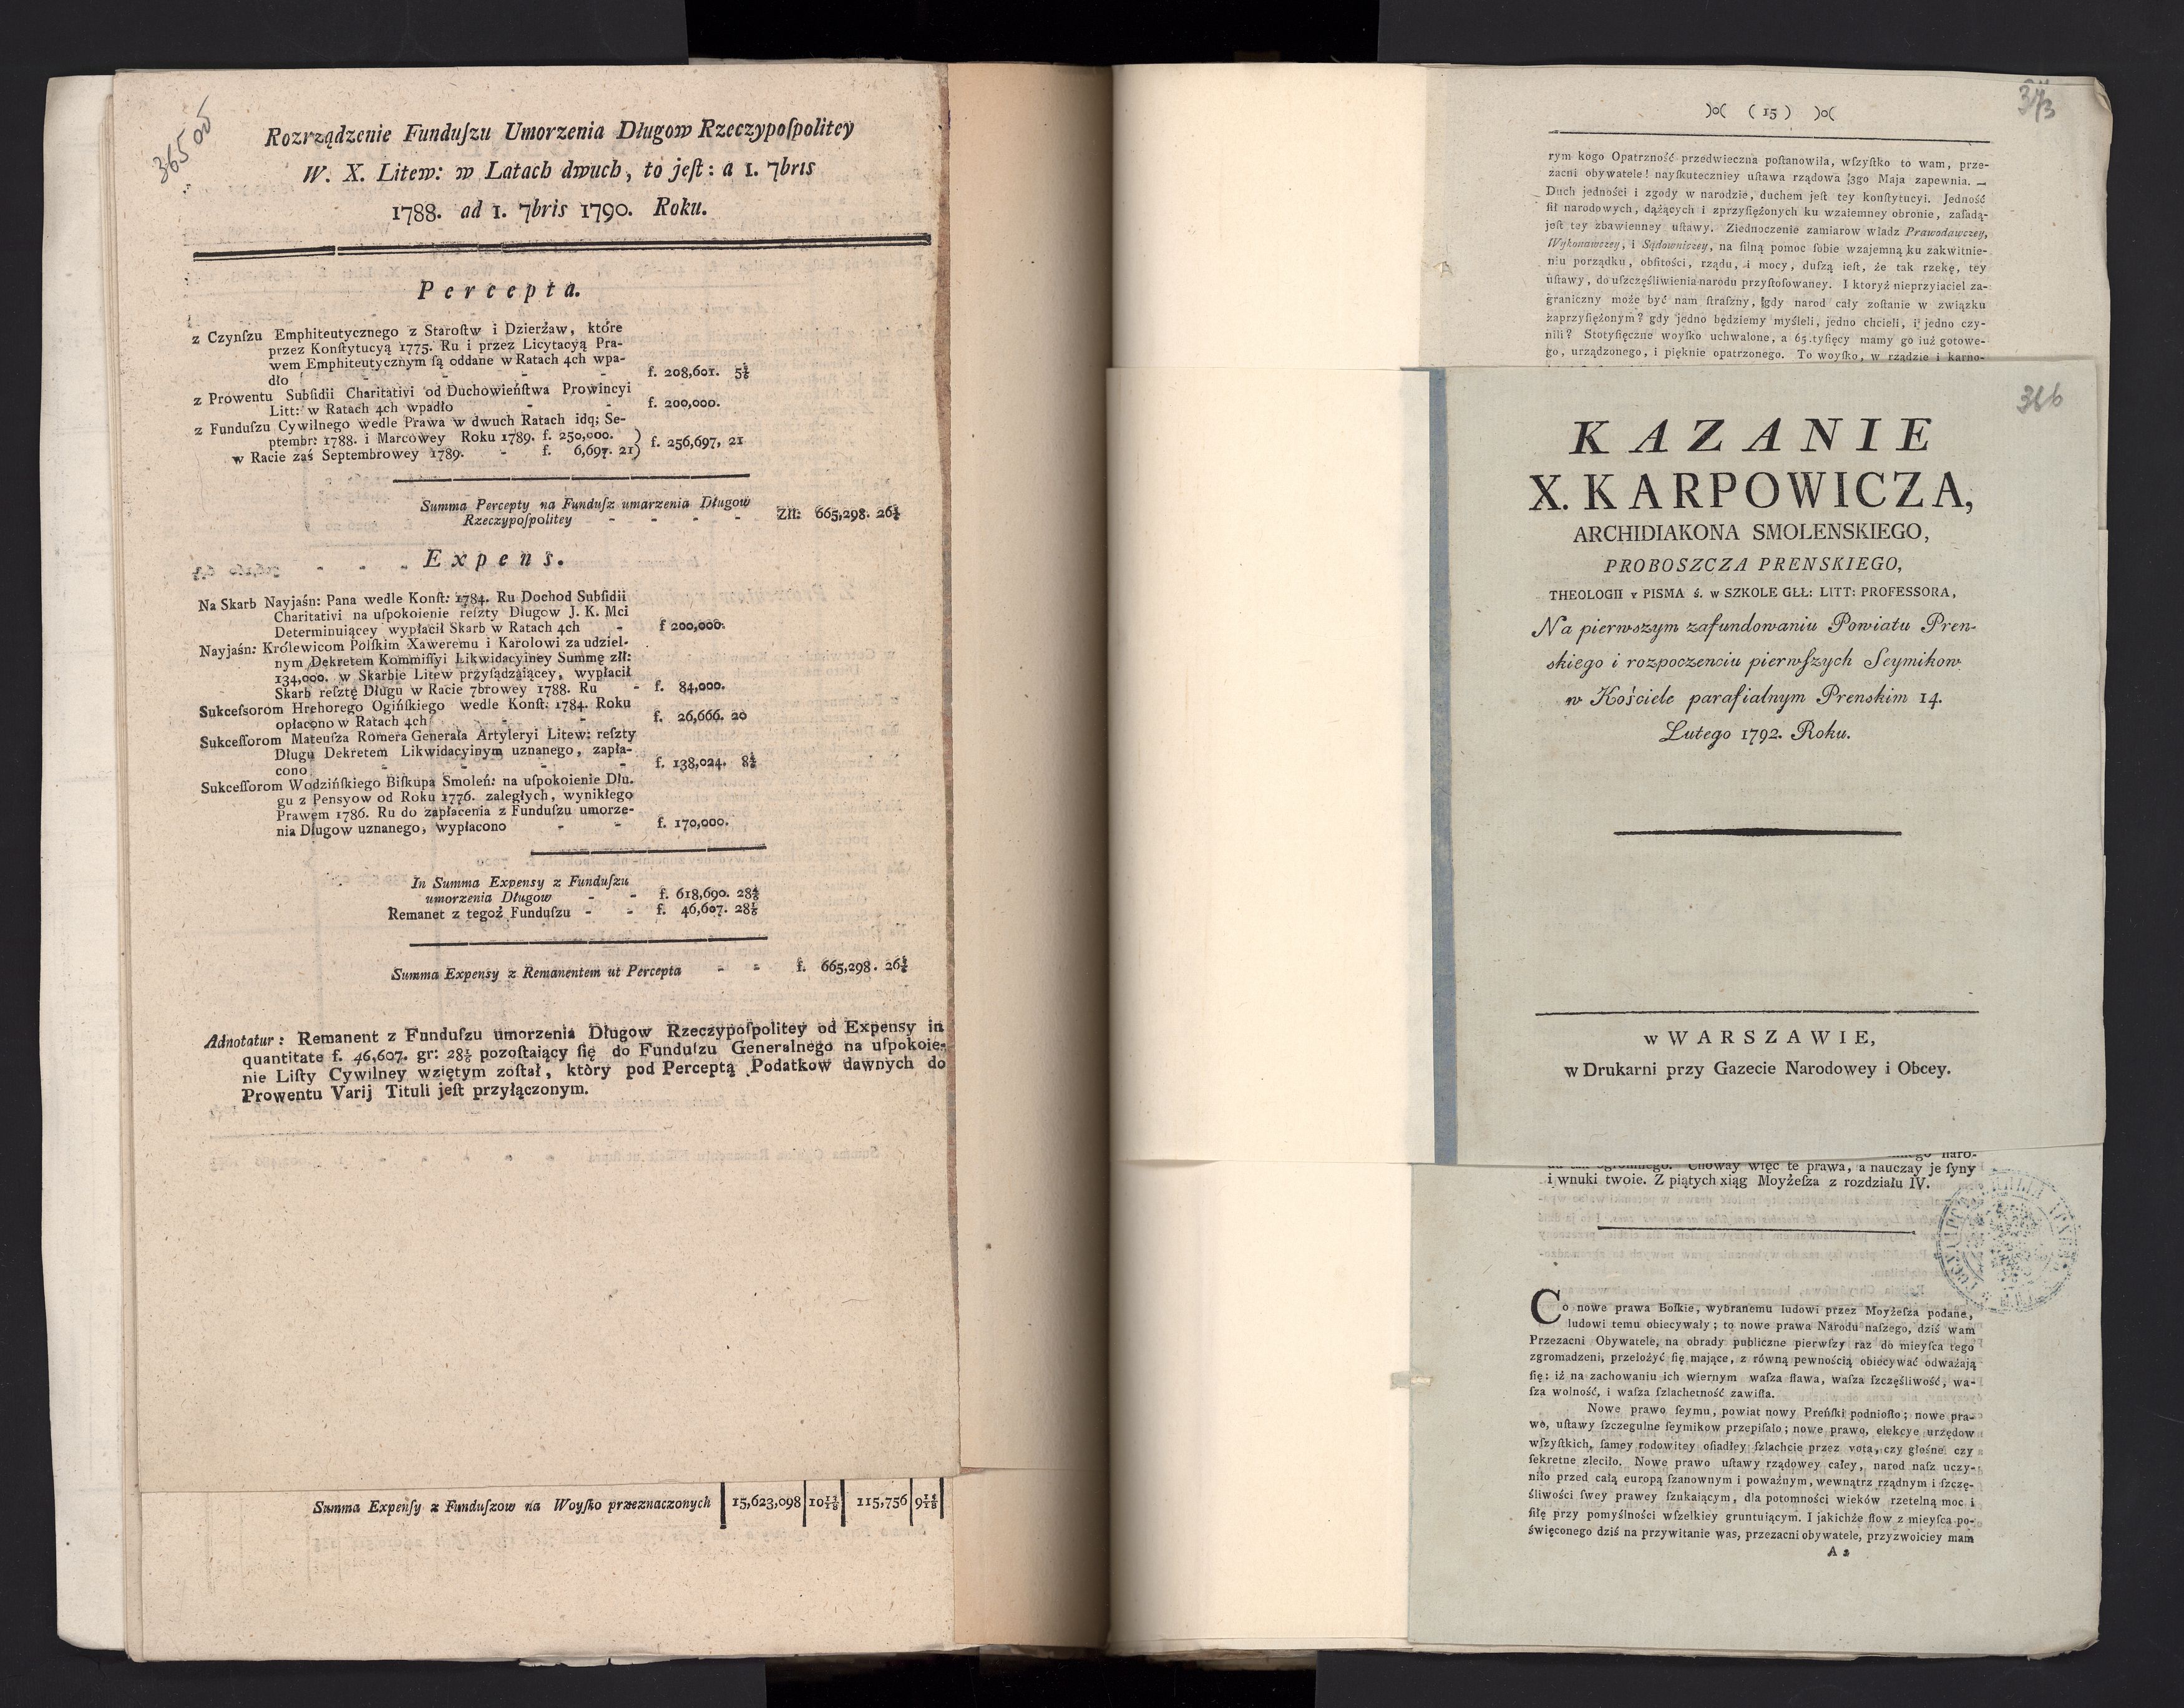 36500
Rozrządzenie Funduſzu Umorzenia Długow Rzeczypoſpolitey
W. X. Litew: w Latach dwuch, to jeſt: a 1. 7bris
1788. ad 1. 7bris 1790. Roku.
Percepta.
z Czynſzu Emphiteutycznego z Staroſtw i Dzierżaw, które
przez Konſtytucyą 1775. Ru i przez Licytacyą Pra-
wem Emphiteutycznym ſą oddane w Ratach 4ch wpa-
dło - - - - f. 208,601. 5
z Prowentu Subſidii Charitativi od Duchowieńſtwa Prowincyi
Litt: w Ratach 4ch wpadło - - f. 200,000.
z Funduſzu Cywilnego wedle Prawa w dwuch Ratach idq; Se-
ptembr: 1788. i Marcowey Roku 1789. f. 250,000. ) f. 256,697, 21
w Racie zaś Septembrowey 1789. - f. 6,697. 21)
Summa Percepty na Funduſz umarzenia Długow
Rzeczypoſpolitey - - - - Złł: 665,298. 26
Expens.
Na Skarb Nayjaśn: Pana wedle Konſt: 1784. Ru Dochod Subſidii
Charitativi na uſpokoienie reſzty Długow J. K. Mci
Determinuiącey wypłacił Skarb w Ratach 4ch - f 200,000.
Nayjaśn: Królewicom Polſkim Xaweremu i Karolowi za udziel-
nym Dekretem Kommiſſyi Likwidacyiney Summę złł:
134,000. w Skarbie Litew przyſądzaiącey, wypłacił
Skarb reſztę Długu w Racie 7browey 1788. Ru - f. 84,000.
Sukceſsorom Hrehorego Ogińſkiego wedle Konſt: 1784. Roku
opłacono w Ratach 4ch - - - f. 26,666. 20
Sukceſſorom Mateuſza Romera Generała Artyleryi Litew: reſzty
Długu Dekretem Likwidacyinym uznanego, zapła-
cono - - - - f. 138,024. 8
Sukceſſorom Wodzińſkiego Biſkupa Smoleń: na uſpokoienie Dłu-
gu z Pensyow od Roku 1776. zaległych, wynikłego
Prawem 1786. Ru do zapłacenia z Funduſzu umorze-
nia Długow uznanego, wypłacono - - f. 170,000.
In Summa Expensy z Funduſzu
umorzenia Długow - - f. 618,690. 28
Remanet z tegoż Funduſzu - - f. 46,607. 28
Summa Expensy z Remanentem ut Percepta - - f. 665,298. 26
Adnotatur: Remanent z Funduſzu umorzenia Długow Rzeczypoſpolitey od Expensy in
quantitate f. 46,607. gr: 28 pozoſtaiący ſię do Funduſzu Generalnego na uſpokoie-
nie Liſty Cywilney wziętym zoſtał, który pod Perceptą Podatkow dawnych do
Prowentu Varij Tituli jeſt przyłączonym.
Summa Expenſy z Funduſzow na Woyſko przeznaczonych 15,623,098 10 115,756 9
)o( ( 15 ) )o(
373
rym kogo Opatrzność przedwieczna poſtanowiła, wſzyſtko to wam, prze-
zacni obywatele! nayſkuteczniey uſtawa rządowa 3go Maja zapewnia. —
Duch jedności i zgody w narodzie, duchem jeſt tey konſtytucyi. Jedność
ſił narodowych, dążących i zprzyſiężonych ku wzaiemney obronie, zaſadą
jeſt tey zbawienney uſtawy. Ziednoczenie zamiarow władz Prawodawczey,
Wykonawczey, i Sądowniczey, na ſilną pomoc ſobie wzajemną ku zakwitnie-
niu porządku, obſitości, rządu, i mocy, duſzą ieſt, że tak rzekę, tey
uſtawy, do uſzczęśliwienia narodu przyſtoſowaney. I ktoryż nieprzyiaciel za-
graniczny może być nam ſtraſzny, gdy narod cały zoſtanie w związku
zaprzyſiężonym? gdy jedno będziemy myśleli, jedno chcieli, i jedno czy-
nili? Stotyſięczne woyſko uchwalone, a 65 tyſięcy mamy go iuż gotowe-
go, urządzonego, i pięknie opatrzonego. To woyſko, w rządzie i karno-
366
KAZANIE
X. KARPOWICZA,
ARCHIDIAKONA SMOLENSKIEGO,
PROBOSZCZA PRENSKIEGO,
THEOLOGII Y PISMA ś. w SZKOLE GŁŁ: LITT: PROFESSORA,
Na pierwszym zafundowaniu Powiatu Pren-
skiego i rozpoczenciu pierwſzych Seymikow
w Kościele parafialnym Prenskim 14.
Lutego 1792. Roku.
w WARSZAWIE,
w Drukarni przy Gazecie Narodowey i Obcey.
Choway więc te prawa, a nauczay je ſyny
i wnuki twoie. Z piątych xiąg Moyżeſza z rozdziału IV.
Co nowe prawa Boſkie, wybranemu ludowi przez Moyżeſza podane,
ludowi temu obiecywały; to nowe prawa Narodu naſzego, dziś wam
Przezacni Obywatele, na obrady publiczne pierwſzy raz do mieyſca tego
zgromadzeni, przełożyć ſię mające, z równą pewnością obiecywać odważają
ſię: iż na zachowaniu ich wiernym waſza ſława, waſza ſzczęśliwość, wa-
ſza wolność, i waſza ſzlachetność zawiſła.
Nowe prawo ſeymu, powiat nowy Preńſki podnioſło; nowe pra-
wo, uſtawy ſzczegulne ſeymikow przepiſało; nowe prawo, elekcye urzędow
wſzyſtkich, ſamey rodowitey oſiadłey ſzlachcie przez vota, czy głośne czy
ſekretne zleciło. Nowe prawo uſtawy rządowey całey, narod naſz uczy-
niło przed całą europą ſzanownym i poważnym, wewnątrz rządnym i ſzczę-
śliwości ſwey prawey ſzukaiącym, dla potomności wieków rzetelną moc i
ſiłę przy pomyślności wſzelkiey gruntuiącym. I jakichże ſłow z mieyſca po-
święconego dziś na przywitanie was, przezacni obywatele, przyzwoiciey mam
A 2